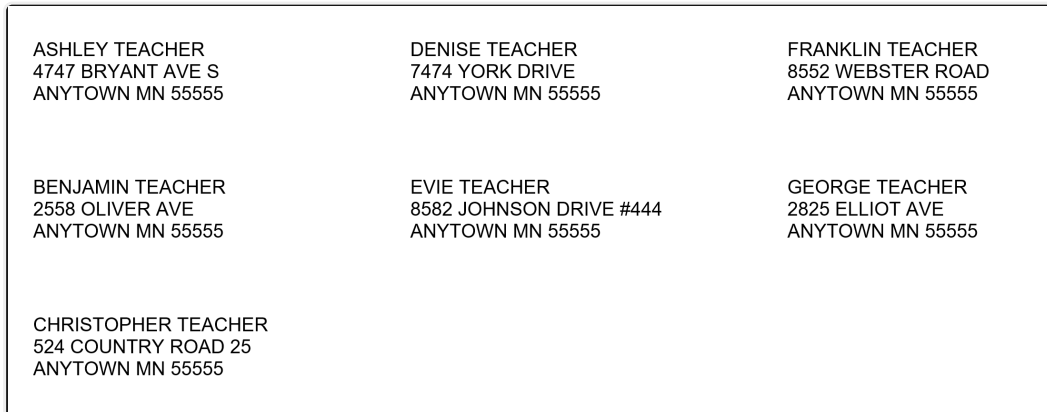 ASHLEY TEACHER
4747 BRYANT AVE S
ANYTOWN MN 55555
DENISE TEACHER
7474 YORK DRIVE
ANYTOWN MN 55555
FRANKLIN TEACHER
8552 WEBSTER ROAD
ANYTOWN MN 55555
BENJAMIN TEACHER
2558 OLIVER AVE
ANYTOWN MN 55555
EVIE TEACHER
8582 JOHNSON DRIVE #444
ANYTOWN MN 55555
GEORGE TEACHER
2825 ELLIOT AVE
ANYTOWN MN 55555
CHRISTOPHER TEACHER
524 COUNTRY ROAD 25
ANYTOWN MN 55555